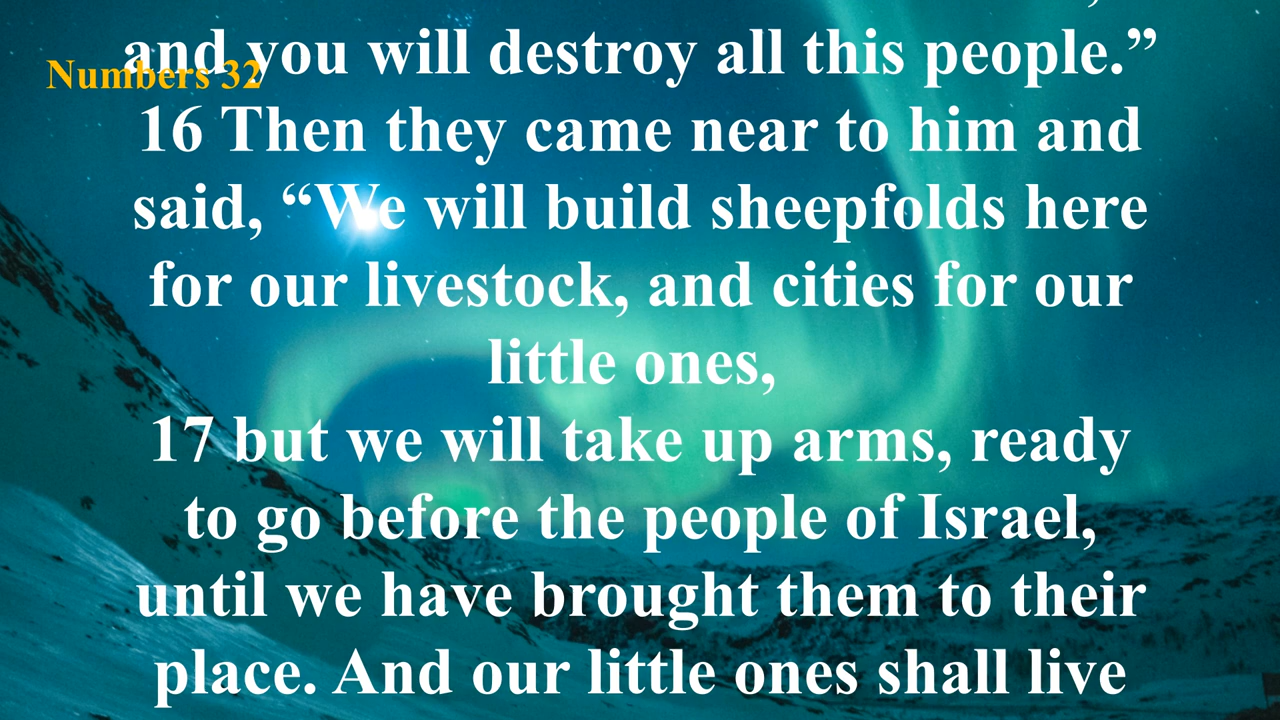 and you will destroy all this people.”
Numbers 32
16 Then they came near to him and
said, “We will build sheepfolds here
for our livestock, and cities for our
little ones,
17 but we will take up arms, ready
to go before the people of Israel,
until we have brought them to their
place. And our little ones shall live